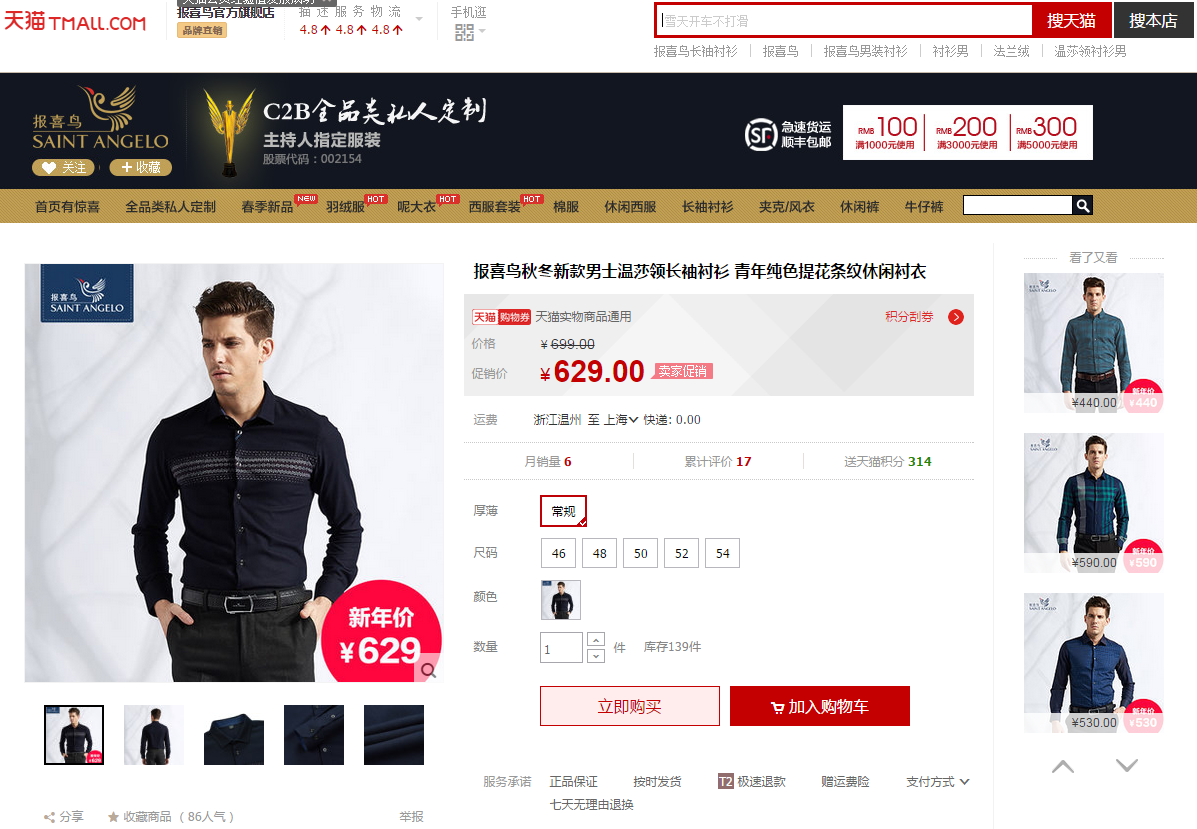 天猫 TMALL.COM
报喜鸟官方旗舰店
品牌直销
描 述 服 务 物 流
4.8 4.8 4.8
手机逛
雪天开车不打滑
搜天猫
搜本店
报喜鸟长袖衬衫 报喜鸟 报喜鸟男装衬衫 衬衫男 法兰绒 温莎领衬衫男
报喜鸟
SAINT ANGELO
关注
收藏
C2B全品类私人定制
主持人指定服装
股票代码：002154
SF
急速货运
顺丰包邮
RMB 100 RMB 200 RMB 300
满1000元使用 满3000元使用 满5000元使用
首页有惊喜 全品类私人定制 春季新品 NEW 羽绒服 HOT 呢大衣 HOT 西服套装 HOT 棉服 休闲西服 长袖衬衫 夹克/风衣 休闲裤 牛仔裤
报喜鸟
SAINT ANGELO
新年价
¥629
分享
收藏商品 （86人气）
举报
报喜鸟秋冬新款男士温莎领长袖衬衫 青年纯色提花条纹休闲衬衣
天猫 购物券 天猫实物商品通用
积分刮券
价格 ¥ 699.00
促销价 ¥ 629.00 卖家促销
运费 浙江温州 至 上海 快递: 0.00
月销量 6
累计评价 17
送天猫积分 314
厚薄 常规
尺码 46 48 50 52 54
颜色
数量 1 件 库存139件
立即购买
加入购物车
服务承诺 正品保证 按时发货 T2 极速退款 赠运费险 支付方式
七天无理由退换
看了又看
¥440.00
新年价
¥440
¥590.00
新年价
¥590
¥530.00
新年价
¥530